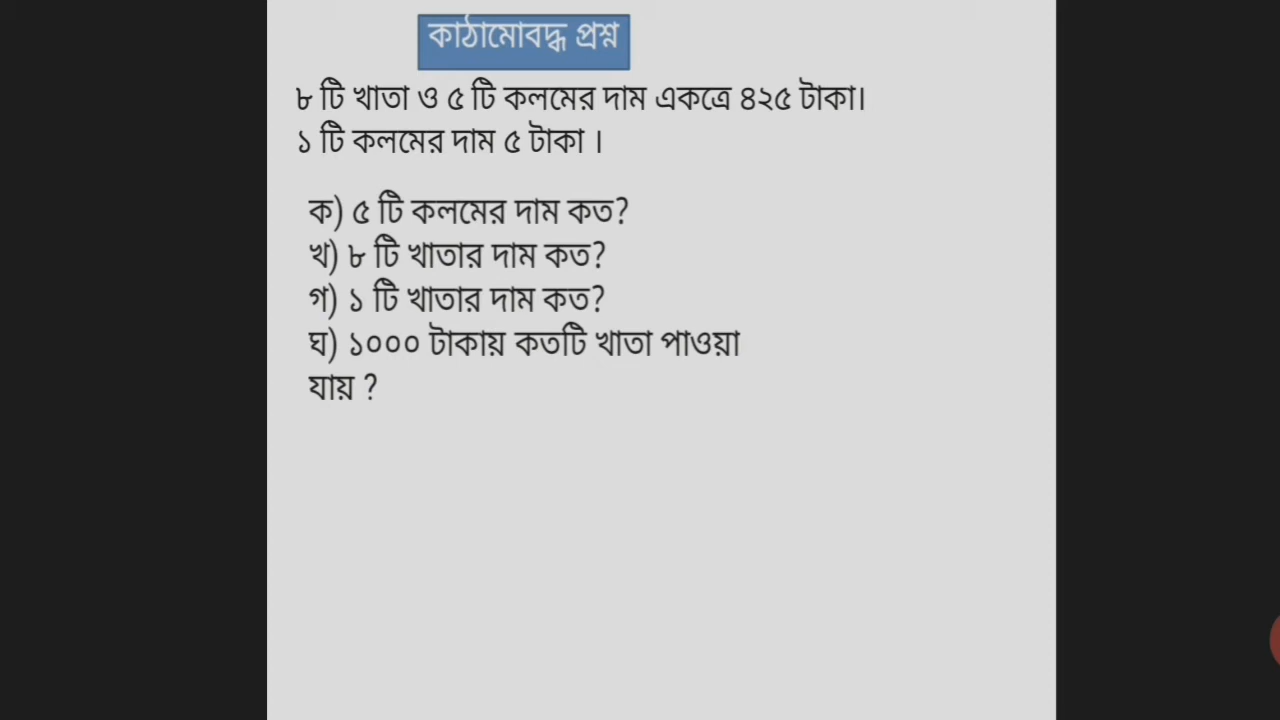 কাঠামোবদ্ধ প্রশ্ন
৮ টি খাতা ও ৫ টি কলমের দাম একত্রে ৪২৫ টাকা।
১ টি কলমের দাম ৫ টাকা ।
ক) ৫ টি কলমের দাম কত?
খ) ৮ টি খাতার দাম কত?
গ) ১ টি খাতার দাম কত?
ঘ) ১০০০ টাকায় কতটি খাতা পাওয়া
যায় ?